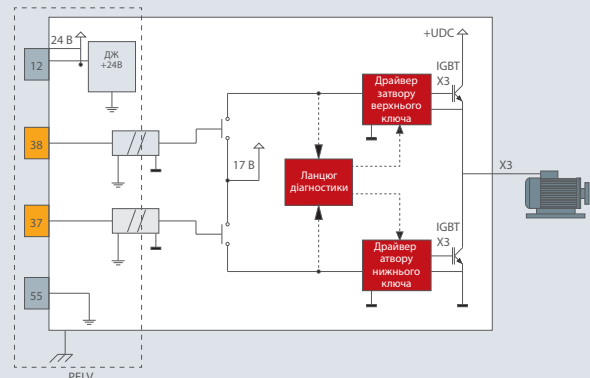 +UDC
24 В
12
ДЖ
+24В
IGBT
X3
Драйвер
затвору
верхнього
ключа
38
17 В
Ланцюг
діагностики
X3
37
IGBT
X3
Драйвер
атвору
нижнього
ключа
55
PELV